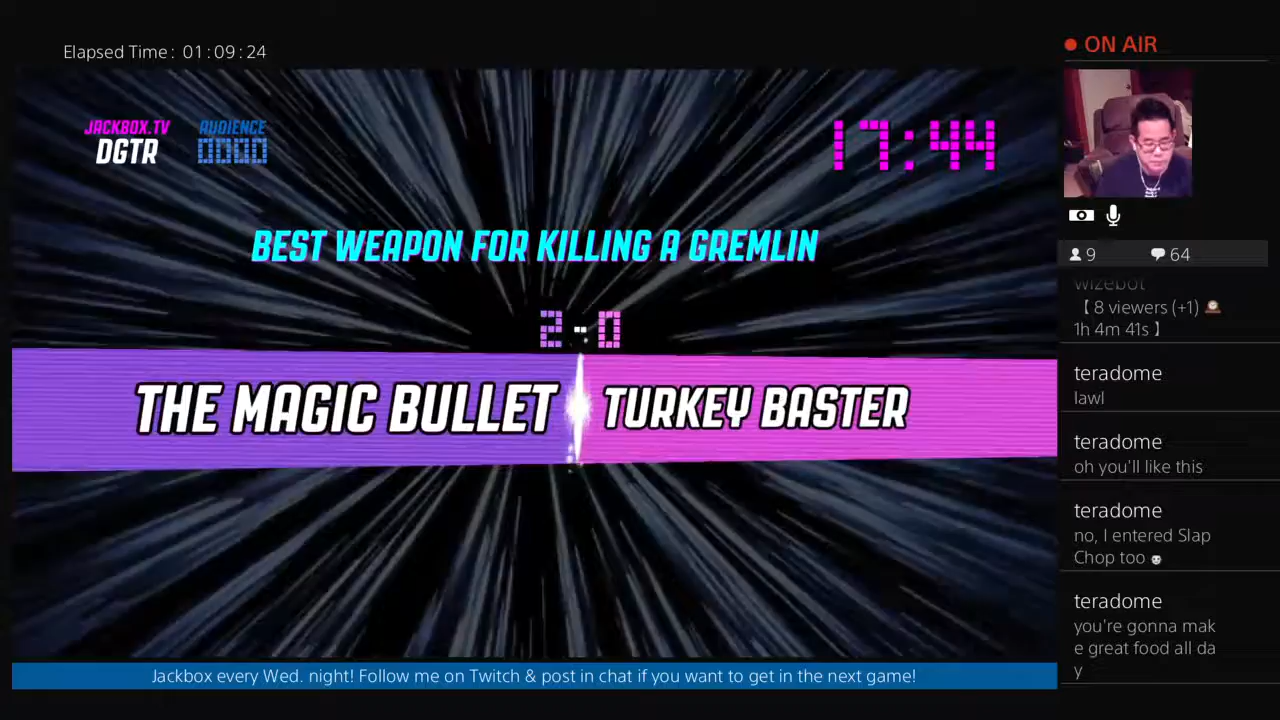 Elapsed Time: 01:09:24
ON AIR
JACKBOX.TV
DGTR
AUDIENCE
0000
17:44
BEST WEAPON FOR KILLING A GREMLIN
2-0
THE MAGIC BULLET
TURKEY BASTER
9
64
wizebot
【 8 viewers (+1) 🕰
1h 4m 41s 】
teradome
lawl
teradome
oh you'll like this
teradome
no, I entered Slap
Chop too
teradome
you're gonna mak
e great food all da
y
Jackbox every Wed. night! Follow me on Twitch & post in chat if you want to get in the next game!